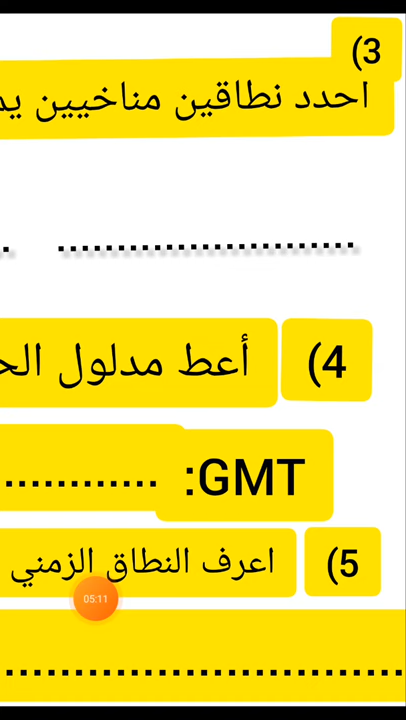 (3
احدد نطاقين مناخيين
........................ ..
(4 أعط مدلول
GMT: ............
(5 اعرف النطاق الزمني
05:11
........................................